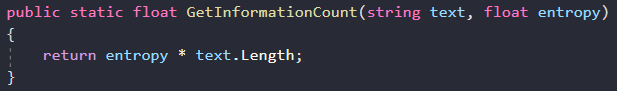 public static float GetInformationCount(string text, float entropy)
{
    return entropy * text.Length;
}